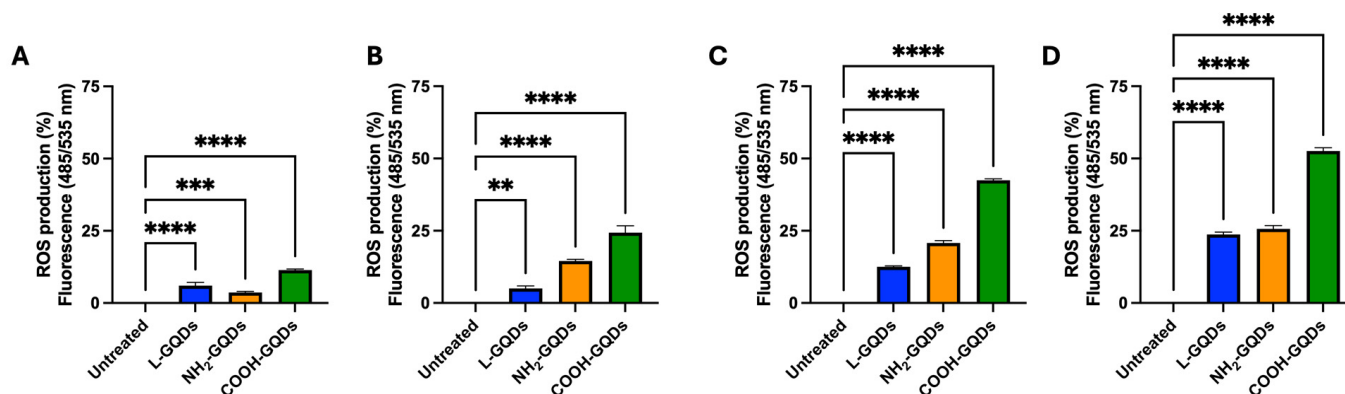 A
ROS production (%)
Fluorescence (485/535 nm)
75
50
25
0
****
***
****
Untreated
L-GQDs
NH₂-GQDs
COOH-GQDs
B
ROS production (%)
Fluorescence (485/535 nm)
75
50
25
0
****
****
**
Untreated
L-GQDs
NH₂-GQDs
COOH-GQDs
C
ROS production (%)
Fluorescence (485/535 nm)
75
50
25
0
****
****
****
Untreated
L-GQDs
NH₂-GQDs
COOH-GQDs
D
ROS production (%)
Fluorescence (485/535 nm)
75
50
25
0
****
****
****
Untreated
L-GQDs
NH₂-GQDs
COOH-GQDs